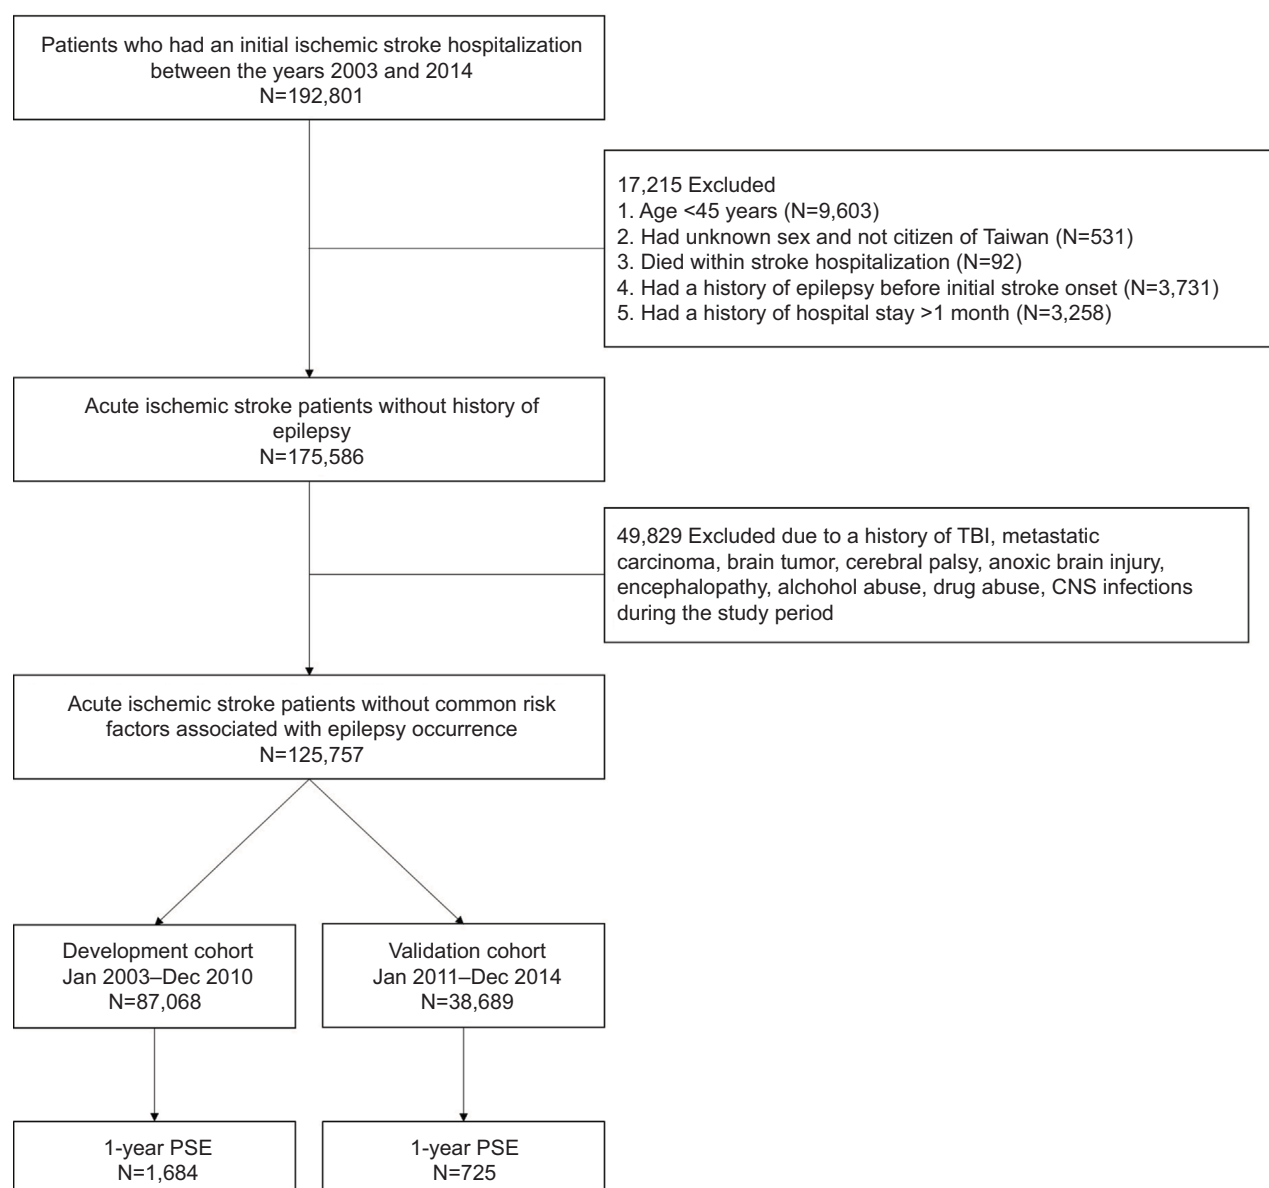 Patients who had an initial ischemic stroke hospitalization
between the years 2003 and 2014
N=192,801
17,215 Excluded
1. Age <45 years (N=9,603)
2. Had unknown sex and not citizen of Taiwan (N=531)
3. Died within stroke hospitalization (N=92)
4. Had a history of epilepsy before initial stroke onset (N=3,731)
5. Had a history of hospital stay >1 month (N=3,258)
Acute ischemic stroke patients without history of
epilepsy
N=175,586
49,829 Excluded due to a history of TBI, metastatic
carcinoma, brain tumor, cerebral palsy, anoxic brain injury,
encephalopathy, alchohol abuse, drug abuse, CNS infections
during the study period
Acute ischemic stroke patients without common risk
factors associated with epilepsy occurrence
N=125,757
Development cohort
Jan 2003–Dec 2010
N=87,068
Validation cohort
Jan 2011–Dec 2014
N=38,689
1-year PSE
N=1,684
1-year PSE
N=725